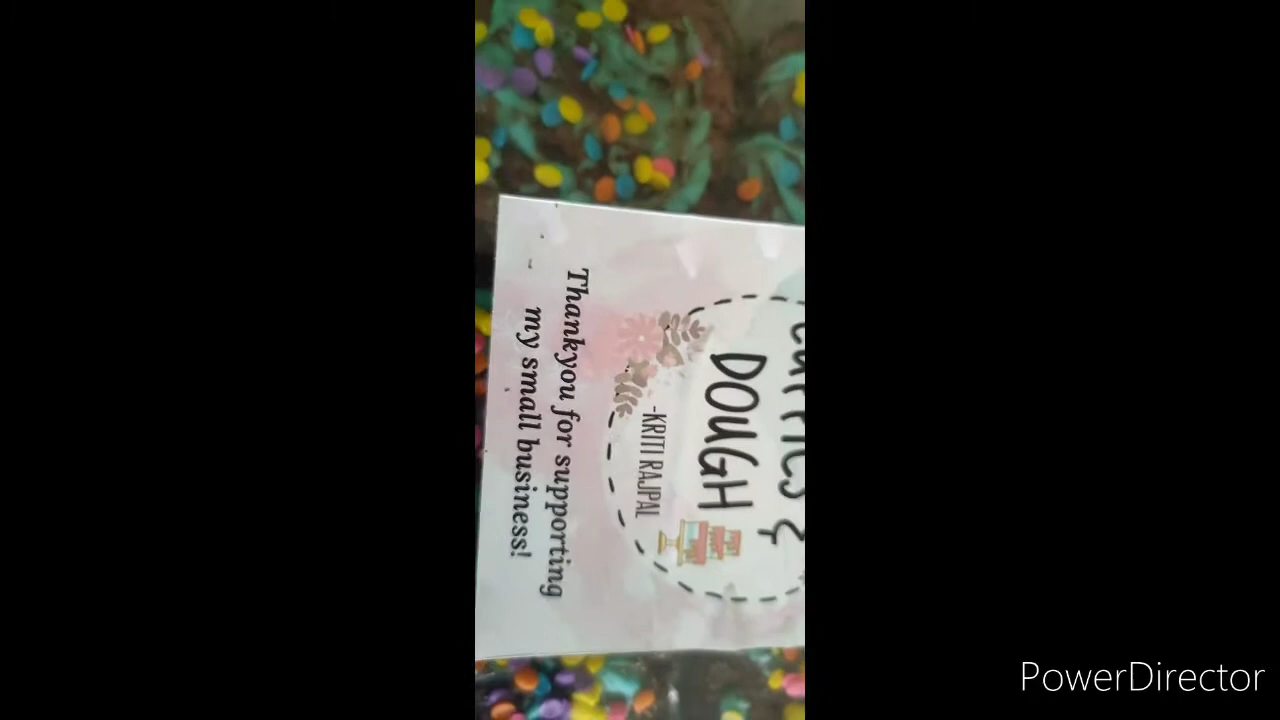 &
DOUGH
-KRITI RAJPAL
Thankyou for supporting
my small business!
PowerDirector